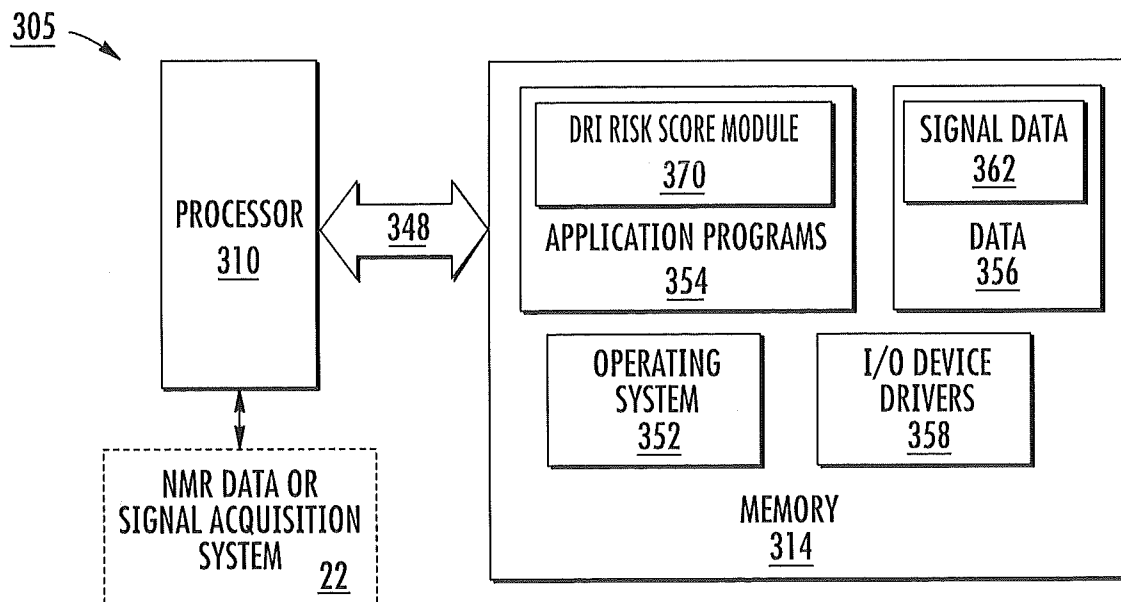 305
PROCESSOR
310
348
DRI RISK SCORE MODULE
370
APPLICATION PROGRAMS
354
SIGNAL DATA
362
DATA
356
OPERATING
SYSTEM
352
I/O DEVICE
DRIVERS
358
MEMORY
314
NMR DATA OR
SIGNAL ACQUISITION
SYSTEM
22